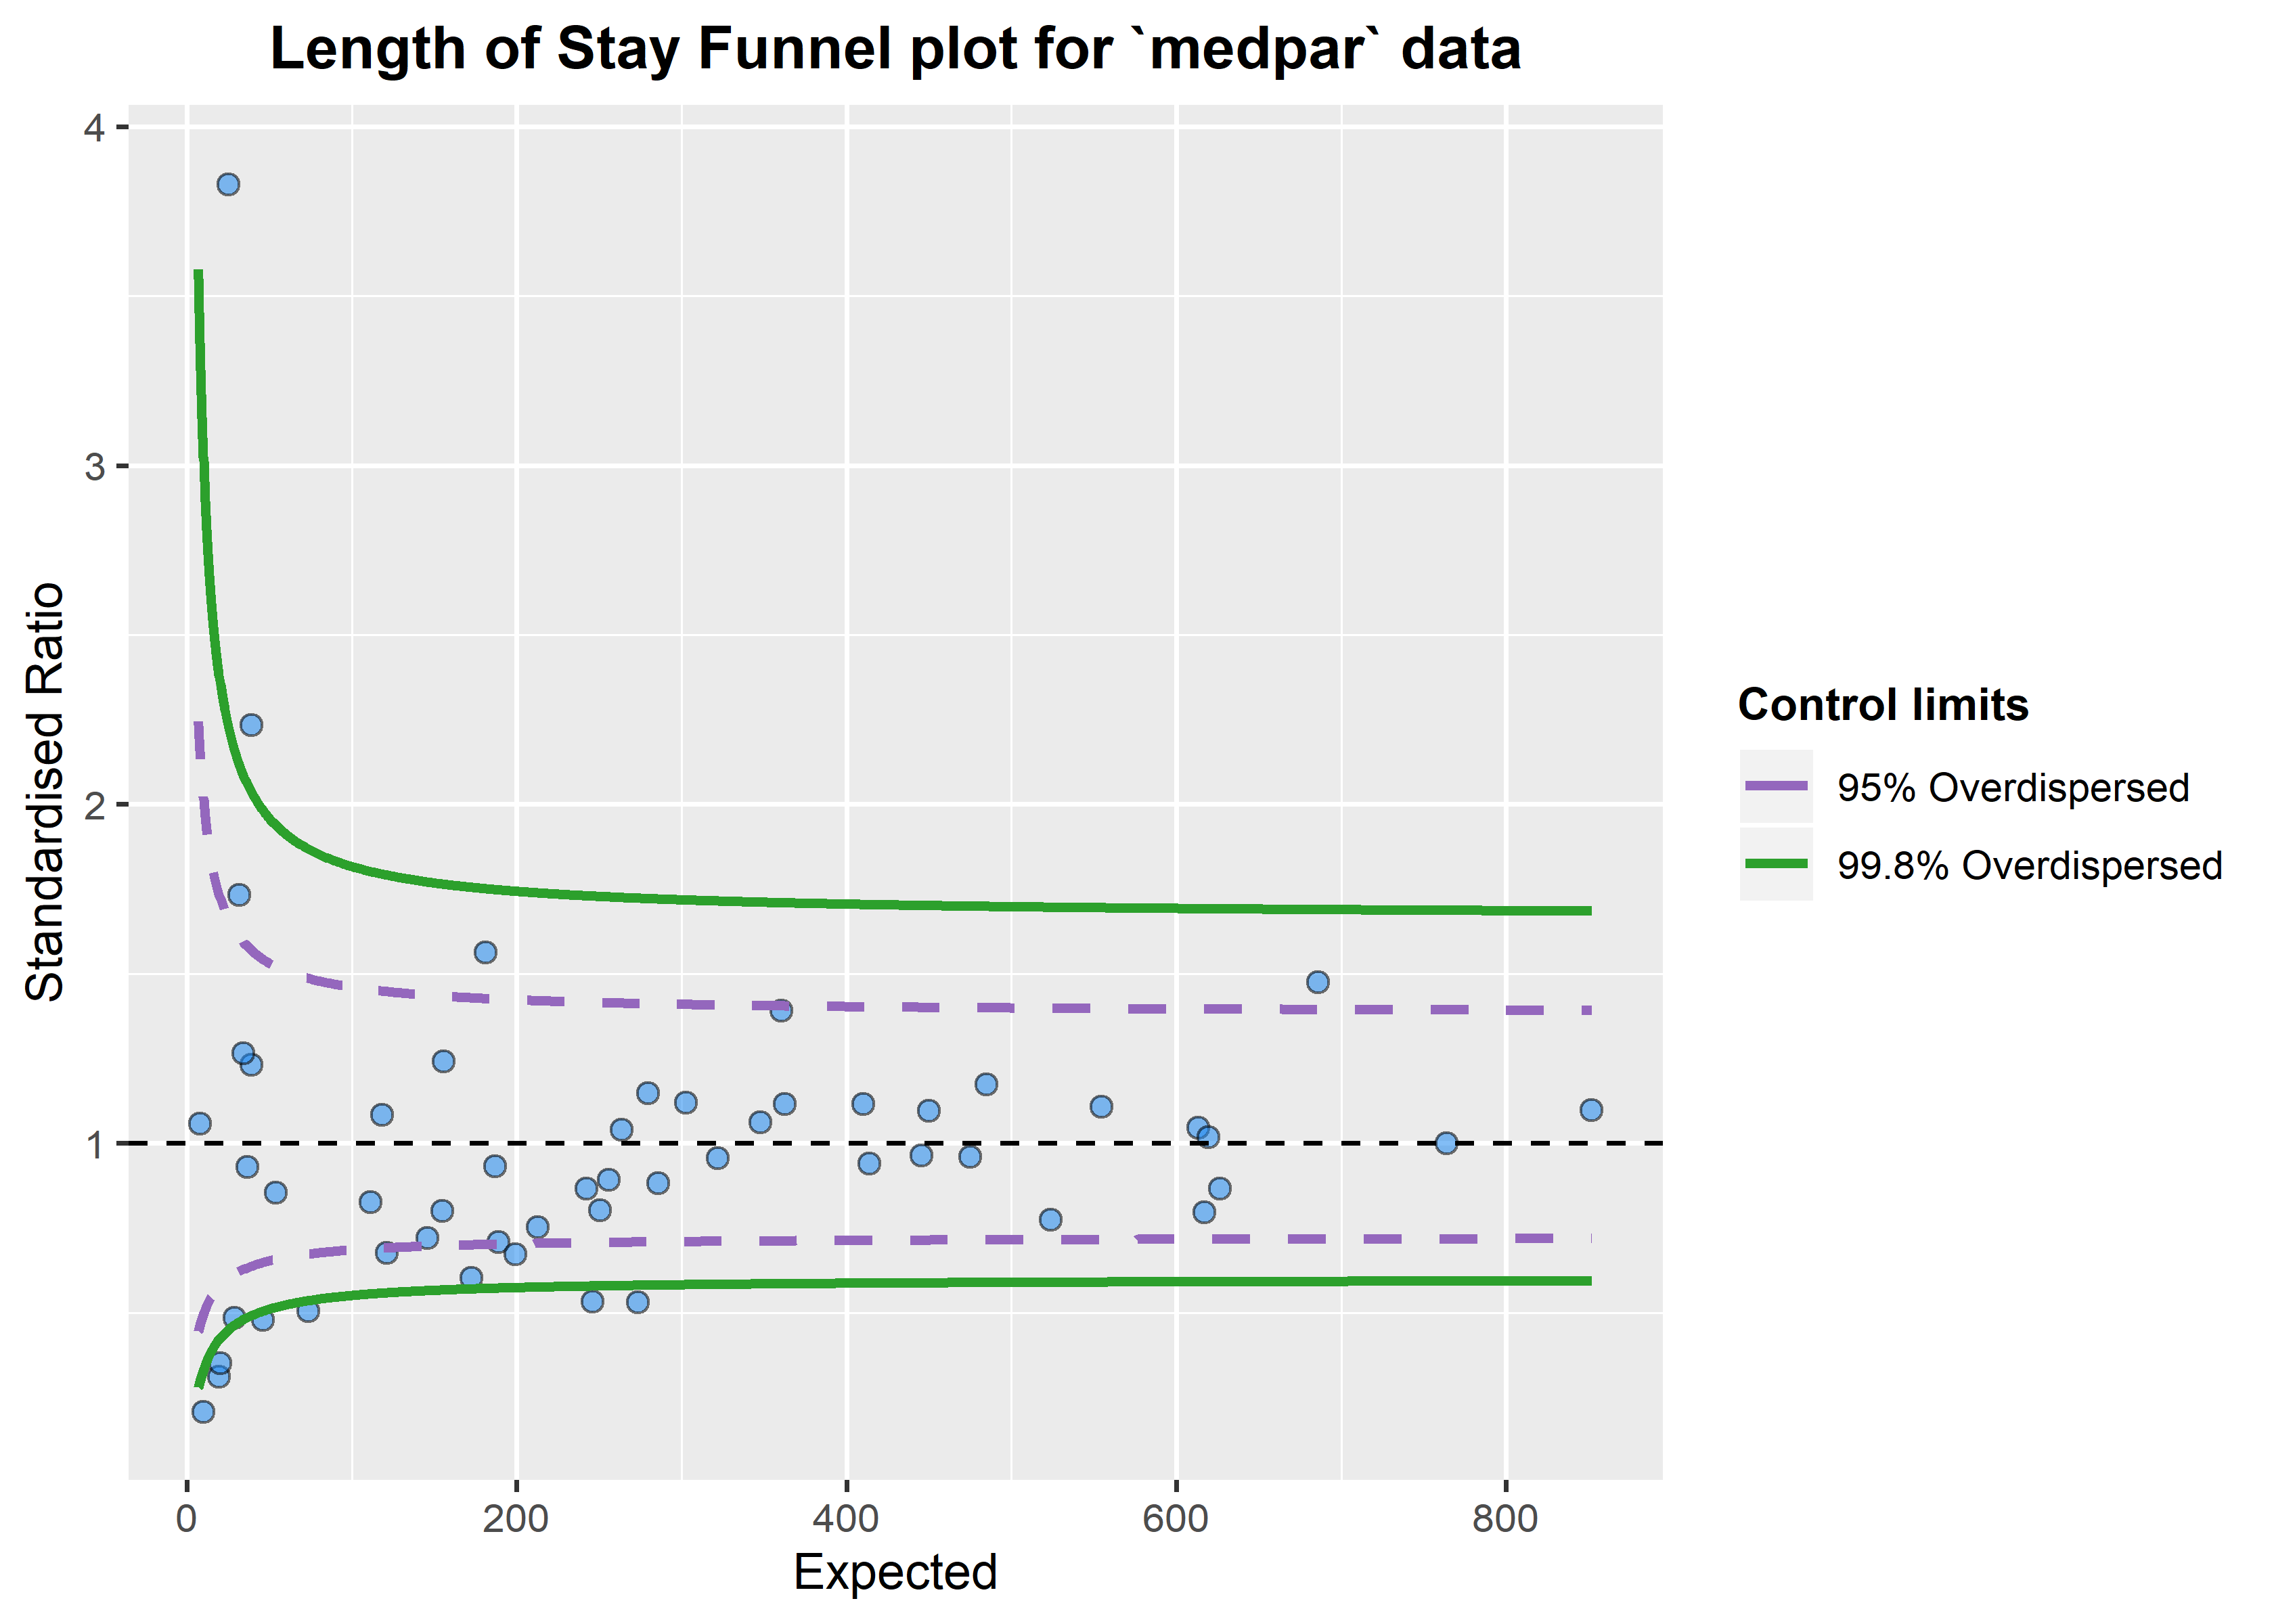 Length of Stay Funnel plot for `medpar` data
4
3
2
1
Standardised Ratio
0 200 400 600 800
Expected
Control limits
95% Overdispersed
99.8% Overdispersed